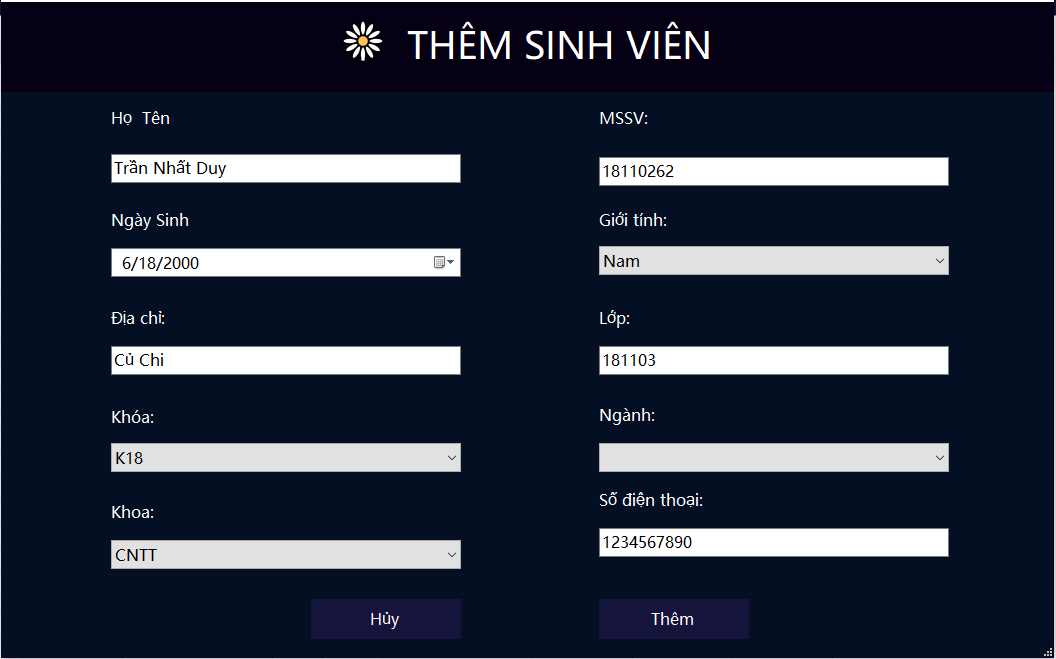 THÊM SINH VIÊN
Họ Tên
MSSV:
Trần Nhất Duy
18110262
Ngày Sinh
Giới tính:
6/18/2000
Nam
Địa chỉ:
Lớp:
Củ Chi
181103
Khóa:
Ngành:
K18
Số điện thoại:
Khoa:
1234567890
CNTT
Hủy
Thêm